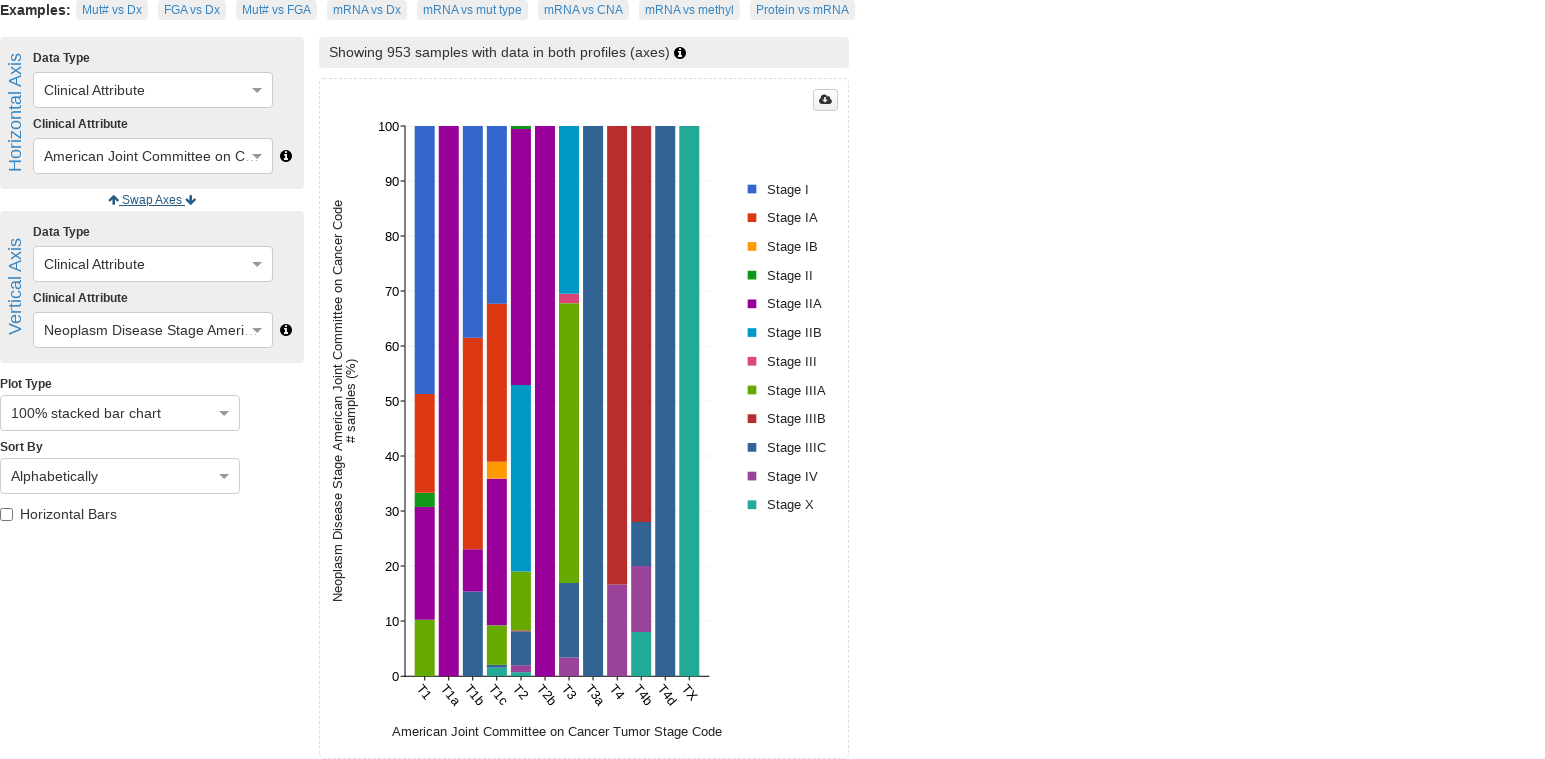 Examples: Mut# vs Dx FGA vs Dx Mut# vs FGA mRNA vs Dx mRNA vs mut type mRNA vs CNA mRNA vs methyl Protein vs mRNA
Horizontal Axis
Data Type
Clinical Attribute
Clinical Attribute
American Joint Committee on C...
Swap Axes
Vertical Axis
Data Type
Clinical Attribute
Clinical Attribute
Neoplasm Disease Stage Ameri...
Plot Type
100% stacked bar chart
Sort By
Alphabetically
Horizontal Bars
Showing 953 samples with data in both profiles (axes)
Neoplasm Disease Stage American Joint Committee on Cancer Code
# samples (%)
100
90
80
70
60
50
40
30
20
10
0
T1 T1a T1b T1c T2 T2b T3 T3a T4 T4b T4d TX
American Joint Committee on Cancer Tumor Stage Code
Stage I
Stage IA
Stage IB
Stage II
Stage IIA
Stage IIB
Stage III
Stage IIIA
Stage IIIB
Stage IIIC
Stage IV
Stage X